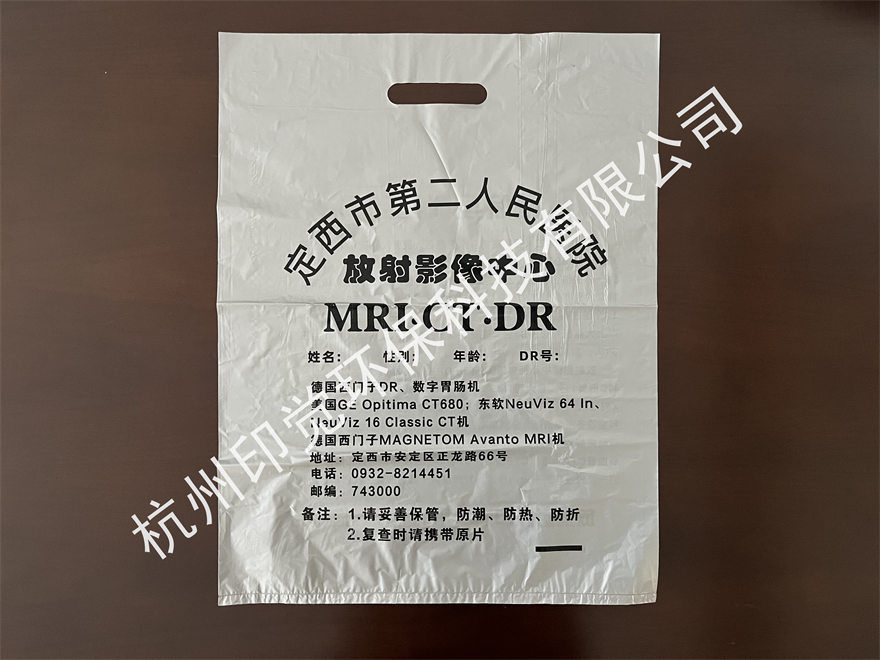 定西市第二人民医院
放射影像中心
MRI·CT·DR
姓名： 性别： 年龄： DR号：
德国西门子DR、数字胃肠机
美国GE Opitima CT680；东软NeuViz 64 In、
NeuViz 16 Classic CT机
德国西门子MAGNETOM Avanto MRI机
地址：定西市安定区正龙路66号
电话：0932-8214451
邮编：743000
备注：1.请妥善保管，防潮、防热、防折
2.复查时请携带原片
杭州印觉环保科技有限公司